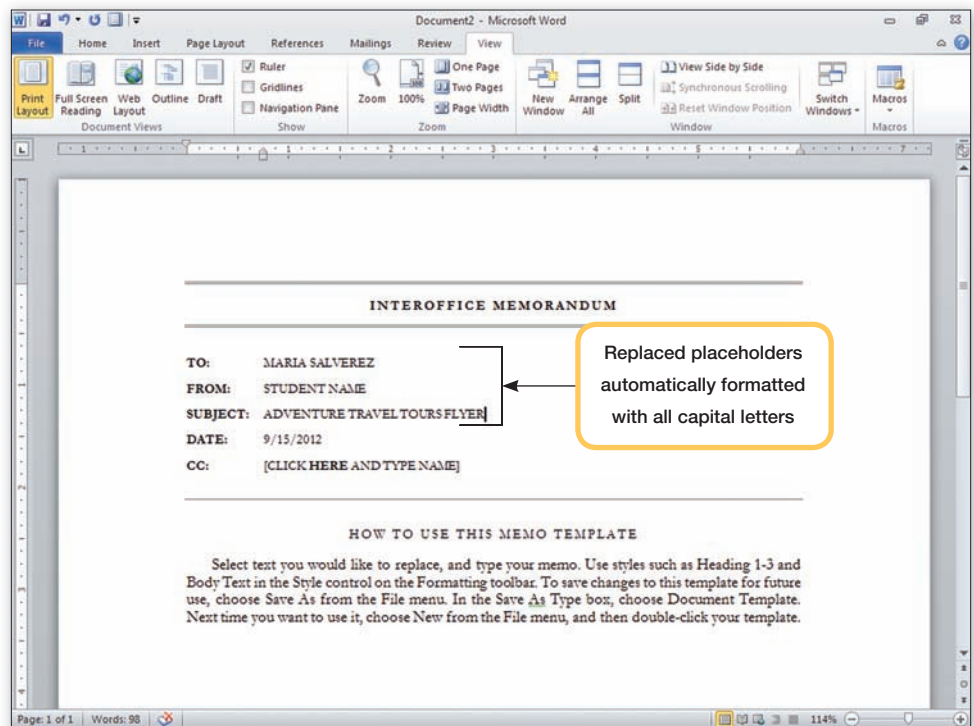 Document2 - Microsoft Word
File Home Insert Page Layout References Mailings Review View
Print Layout Full Screen Reading Web Layout Outline Draft
Document Views
Ruler
Gridlines
Navigation Pane
Show
Zoom 100% One Page
Two Pages
Page Width
Zoom
New Window Arrange All Split
View Side by Side
Synchronous Scrolling
Reset Window Position
Switch Windows
Window
Macros
Macros
1 1 2 3 4 5 7
INTEROFFICE MEMORANDUM
TO: MARIA SALVEREZ
FROM: STUDENT NAME
SUBJECT: ADVENTURE TRAVEL TOURS FLYER
DATE: 9/15/2012
CC: [CLICK HERE AND TYPE NAME]
Replaced placeholders
automatically formatted
with all capital letters
HOW TO USE THIS MEMO TEMPLATE
Select text you would like to replace, and type your memo. Use styles such as Heading 1-3 and
Body Text in the Style control on the Formatting toolbar. To save changes to this template for future
use, choose Save As from the File menu. In the Save As Type box, choose Document Template.
Next time you want to use it, choose New from the File menu, and then double-click your template.
Page: 1 of 1 Words: 98 114%